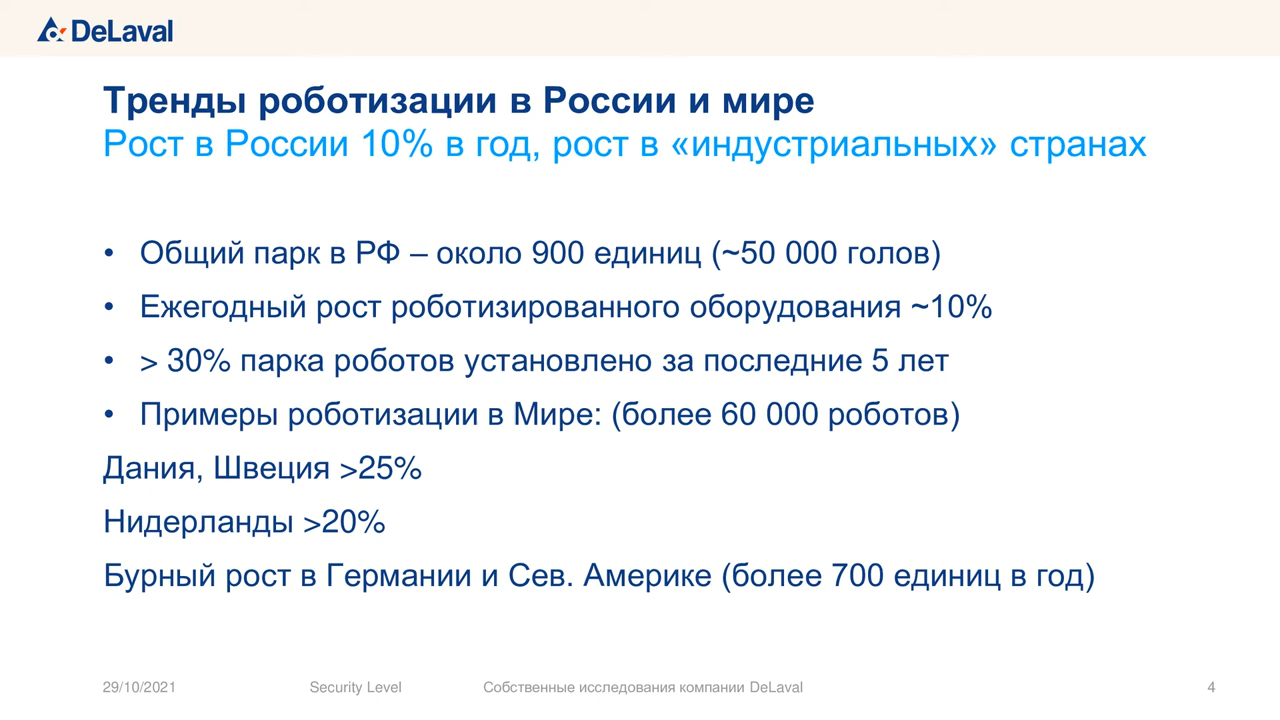 DeLaval
Тренды роботизации в России и мире
Рост в России 10% в год, рост в «индустриальных» странах
• Общий парк в РФ – около 900 единиц (~50 000 голов)
• Ежегодный рост роботизированного оборудования ~10%
• > 30% парка роботов установлено за последние 5 лет
• Примеры роботизации в Мире: (более 60 000 роботов)
Дания, Швеция >25%
Нидерланды >20%
Бурный рост в Германии и Сев. Америке (более 700 единиц в год)
29/10/2021 Security Level Собственные исследования компании DeLaval 4